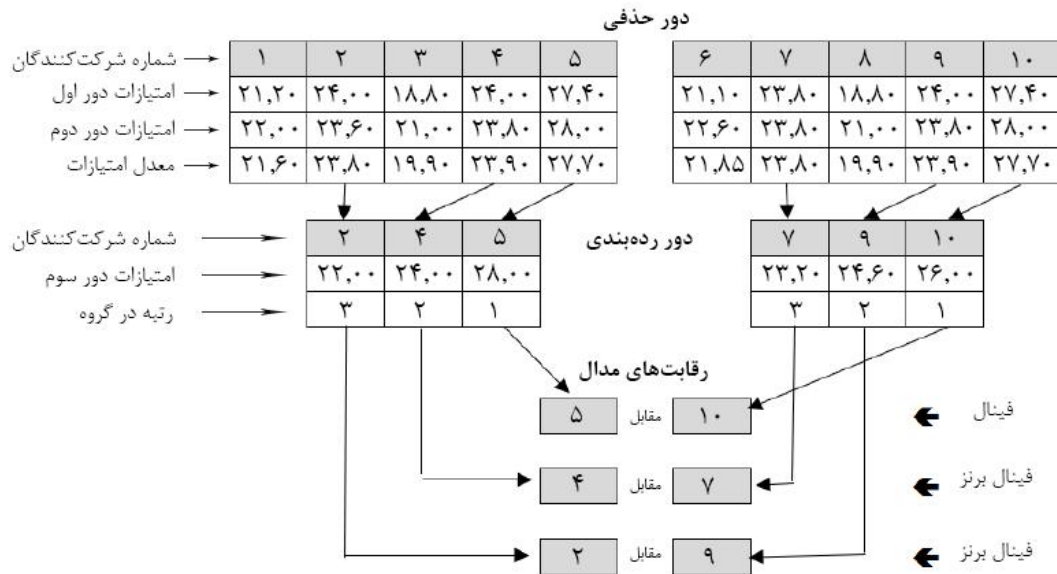 دور حذفی
شماره شرکت‌کنندگان ۱ ۲ ۳ ۴ ۵ ۶ ۷ ۸ ۹ ۱۰
امتیازات دور اول ۲۱,۲۰ ۲۴,۰۰ ۱۸,۸۰ ۲۴,۰۰ ۲۷,۴۰ ۲۱,۱۰ ۲۳,۸۰ ۱۸,۸۰ ۲۴,۰۰ ۲۷,۴۰
امتیازات دور دوم ۲۲,۰۰ ۲۳,۶۰ ۲۱,۰۰ ۲۳,۸۰ ۲۸,۰۰ ۲۲,۶۰ ۲۳,۸۰ ۲۱,۰۰ ۲۳,۸۰ ۲۸,۰۰
معدل امتیازات ۲۱,۶۰ ۲۳,۸۰ ۱۹,۹۰ ۲۳,۹۰ ۲۷,۷۰ ۲۱,۸۵ ۲۳,۸۰ ۱۹,۹۰ ۲۳,۹۰ ۲۷,۷۰
شماره شرکت‌کنندگان ۲ ۴ ۵ دور رده‌بندی ۷ ۹ ۱۰
امتیازات دور سوم ۲۲,۰۰ ۲۴,۰۰ ۲۸,۰۰ ۲۳,۲۰ ۲۴,۶۰ ۲۶,۰۰
رتبه در گروه ۳ ۲ ۱ ۳ ۲ ۱
رقابت‌های مدال
۵ مقابل ۱۰ فینال
۴ مقابل ۷ فینال برنز
۲ مقابل ۹ فینال برنز